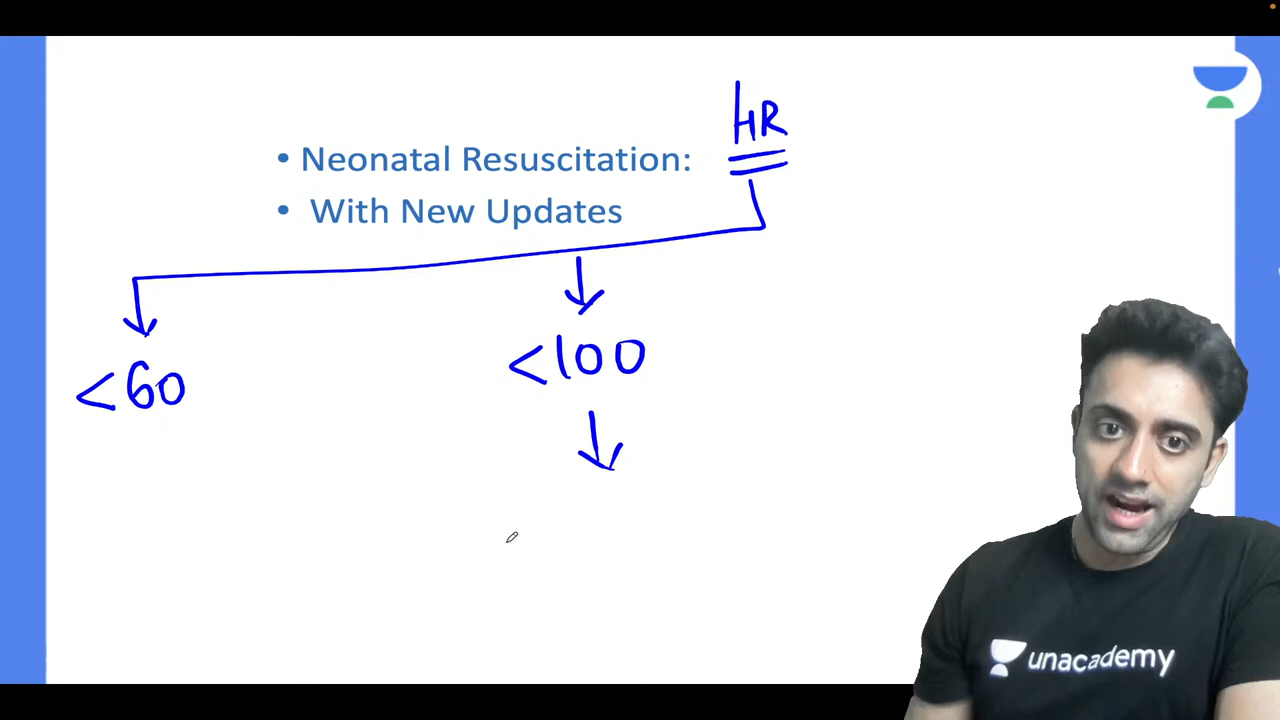 HR
• Neonatal Resuscitation:
• With New Updates
<60
<100
unacademy